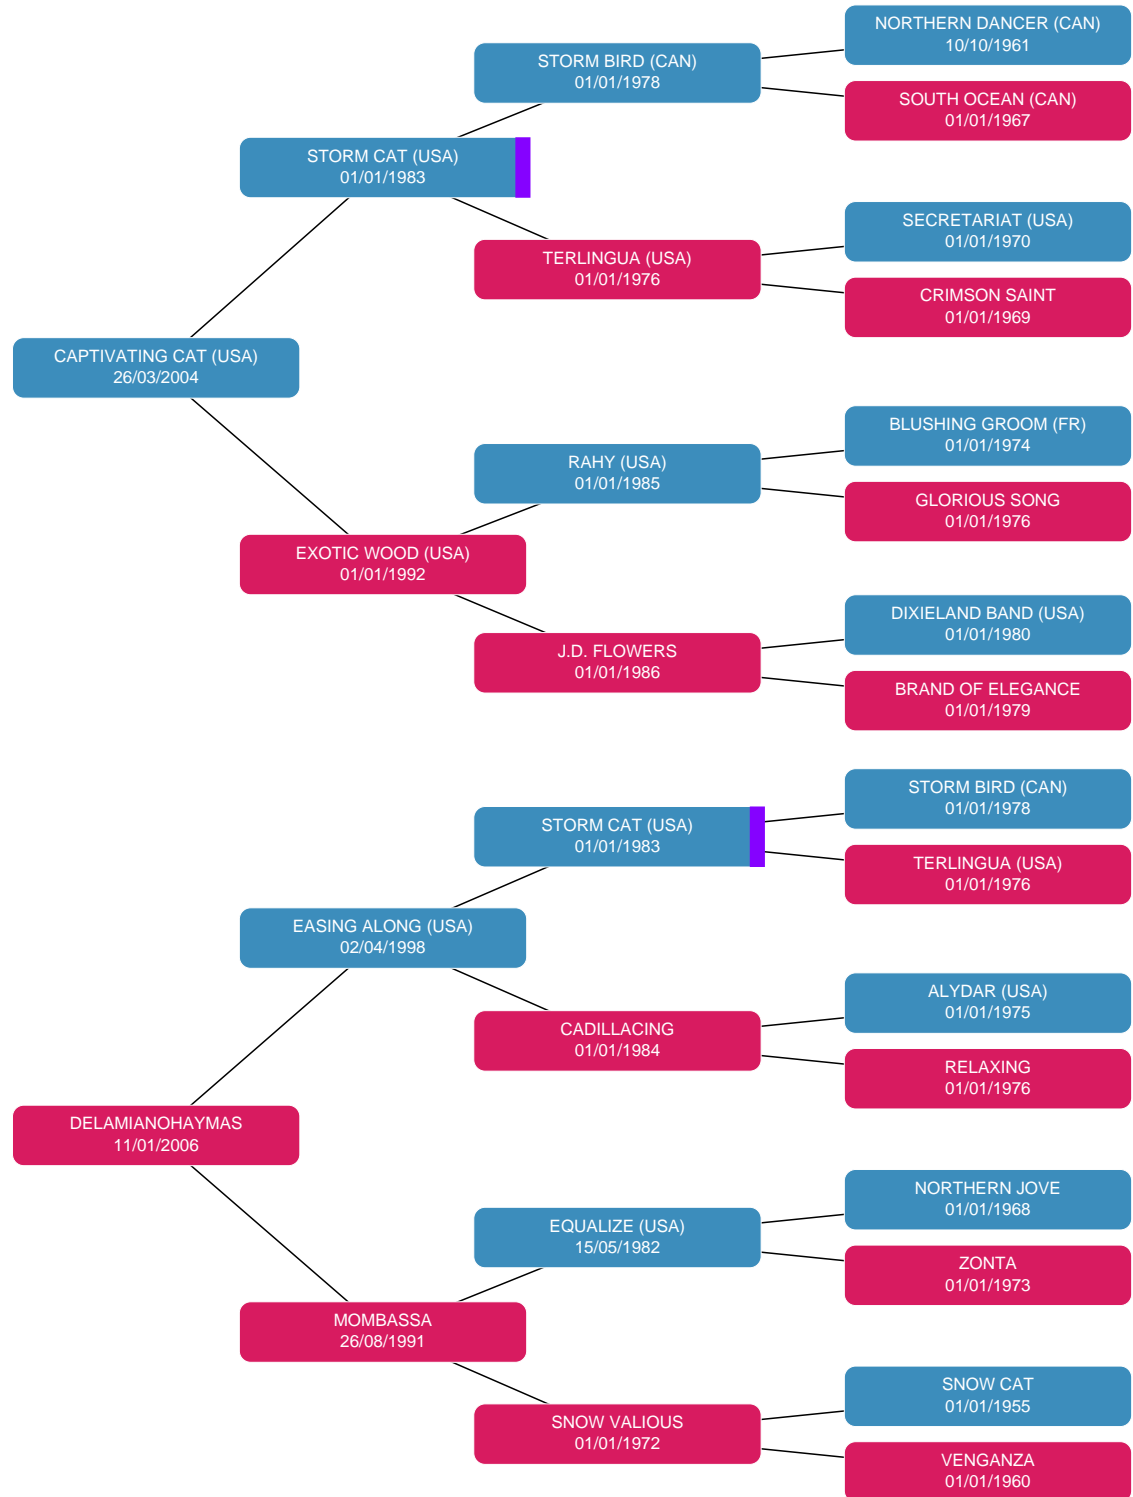 NORTHERN DANCER (CAN)
10/10/1961
STORM BIRD (CAN)
01/01/1978
SOUTH OCEAN (CAN)
01/01/1967
STORM CAT (USA)
01/01/1983
SECRETARIAT (USA)
01/01/1970
TERLINGUA (USA)
01/01/1976
CRIMSON SAINT
01/01/1969
CAPTIVATING CAT (USA)
26/03/2004
BLUSHING GROOM (FR)
01/01/1974
RAHY (USA)
01/01/1985
GLORIOUS SONG
01/01/1976
EXOTIC WOOD (USA)
01/01/1992
DIXIELAND BAND (USA)
01/01/1980
J.D. FLOWERS
01/01/1986
BRAND OF ELEGANCE
01/01/1979
STORM BIRD (CAN)
01/01/1978
STORM CAT (USA)
01/01/1983
TERLINGUA (USA)
01/01/1976
EASING ALONG (USA)
02/04/1998
ALYDAR (USA)
01/01/1975
CADILLACING
01/01/1984
RELAXING
01/01/1976
DELAMIANOHAYMAS
11/01/2006
NORTHERN JOVE
01/01/1968
EQUALIZE (USA)
15/05/1982
ZONTA
01/01/1973
MOMBASSA
26/08/1991
SNOW CAT
01/01/1955
SNOW VALIOUS
01/01/1972
VENGANZA
01/01/1960